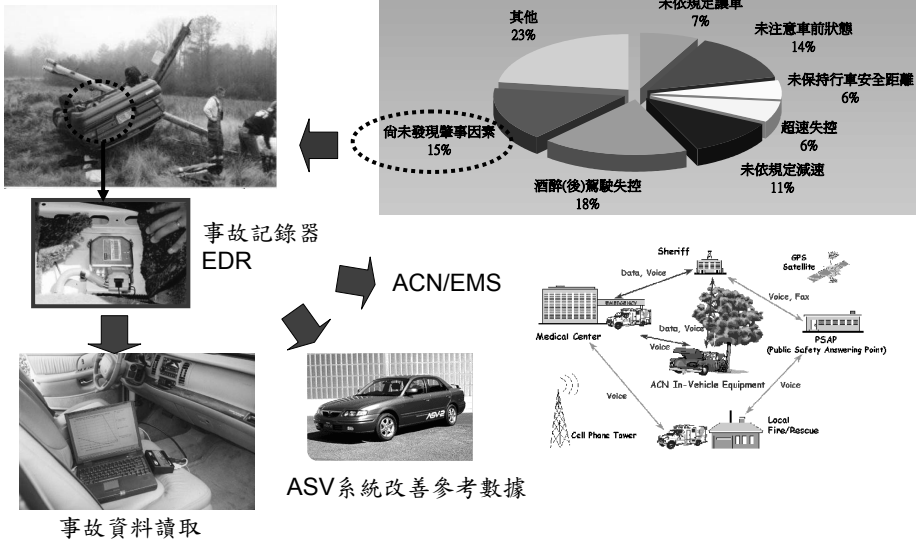 其他
23%
未依規定讓車
7%
未注意車前狀態
14%
未保持行車安全距離
6%
超速失控
6%
未依規定減速
11%
酒醉(後)駕駛失控
18%
尚未發現肇事因素
15%
事故記錄器
EDR
ACN/EMS
事故資料讀取
ASV-2
ASV系統改善參考數據
Sheriff
GPS
Satellite
Data, Voice
Voice, Fax
EMERGENCY
Medical Center
Data, Voice
Voice
PSAP
(Public Safety Answering Point)
ACN In-Vehicle Equipment
Voice
Voice
Cell Phone Tower
Local
Fire/Rescue